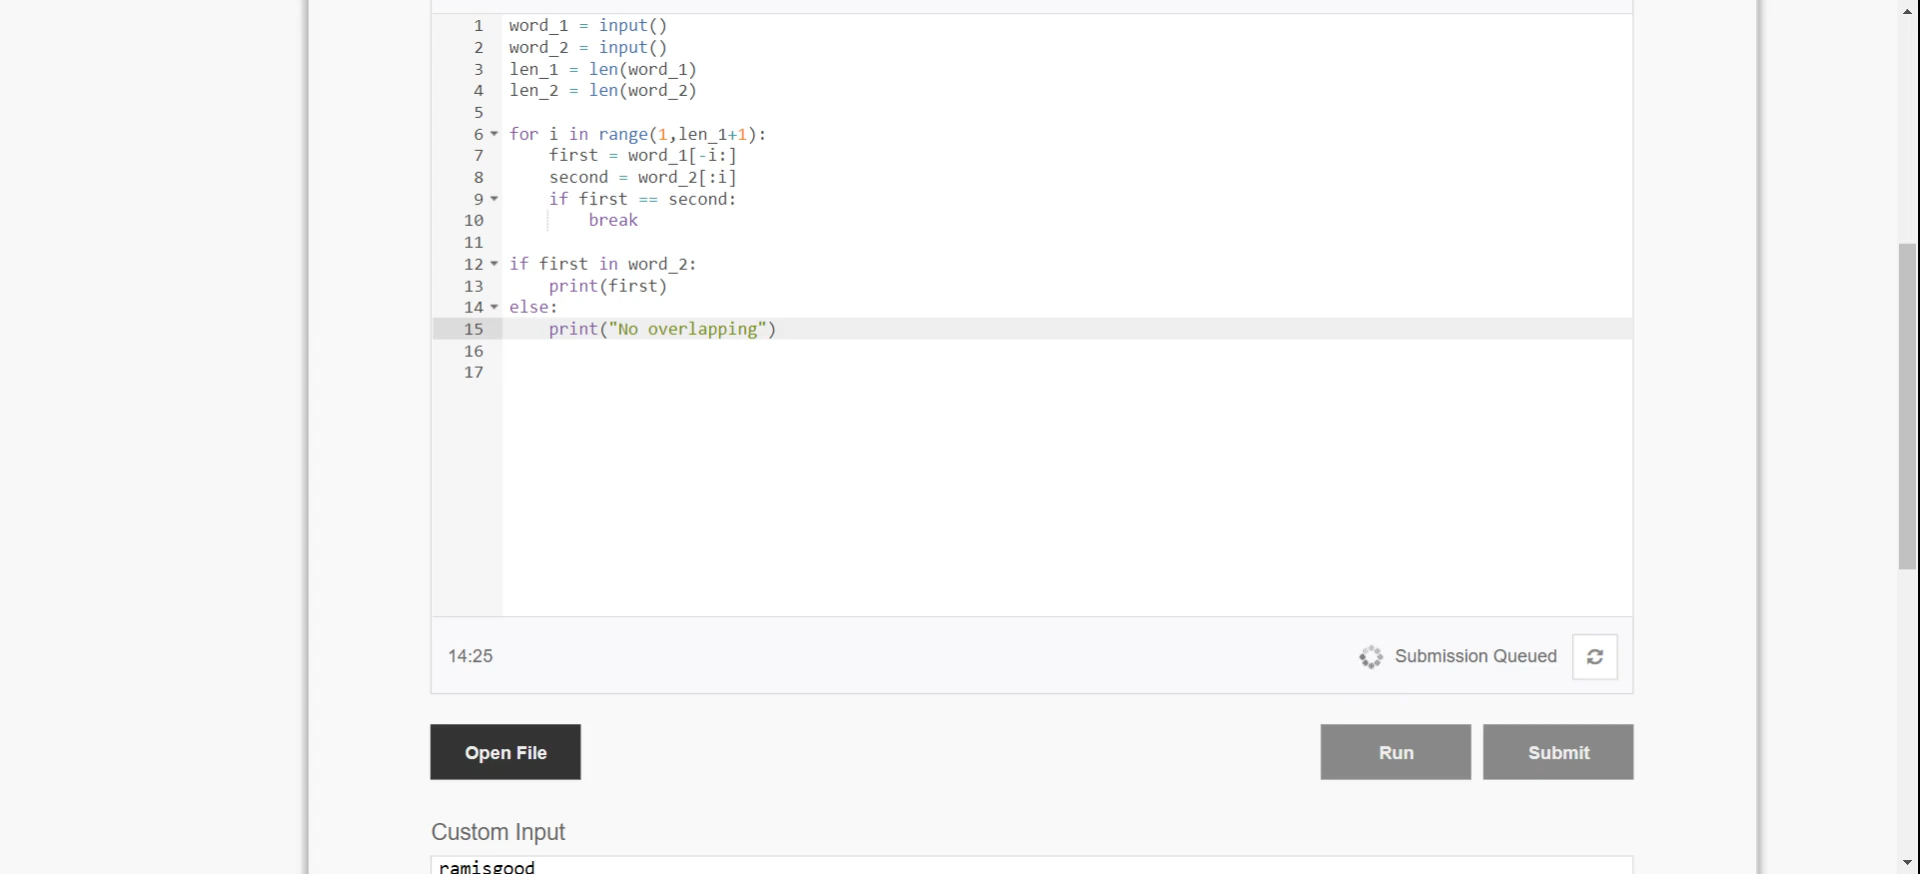 1 word_1 = input()
2 word_2 = input()
3 len_1 = len(word_1)
4 len_2 = len(word_2)
5
6 for i in range(1,len_1+1):
7     first = word_1[-i:]
8     second = word_2[:i]
9     if first == second:
10         break
11
12 if first in word_2:
13     print(first)
14 else:
15     print("No overlapping")
16
17
14:25 Submission Queued
Open File Run Submit
Custom Input
ramisgood